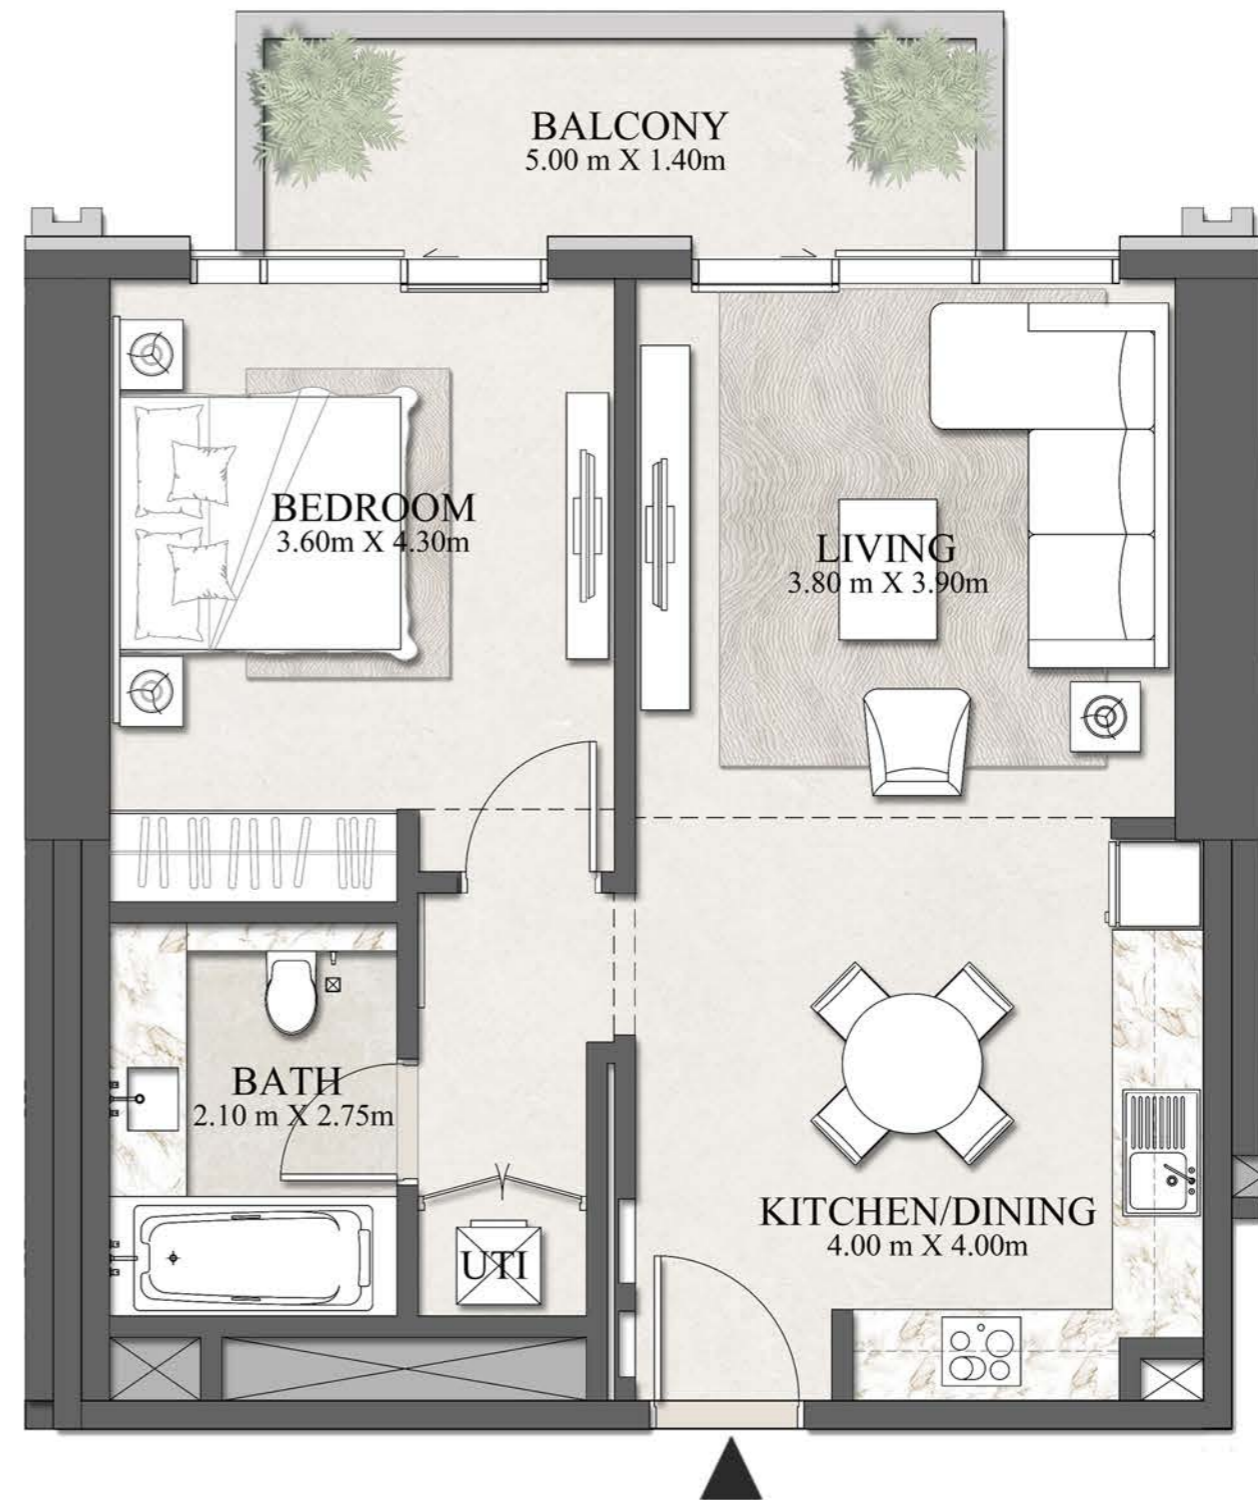 BALCONY
5.00 m X 1.40m
BEDROOM
3.60m X 4.30m
LIVING
3.80 m X 3.90m
BATH
2.10 m X 2.75m
KITCHEN/DINING
4.00 m X 4.00m
UTI